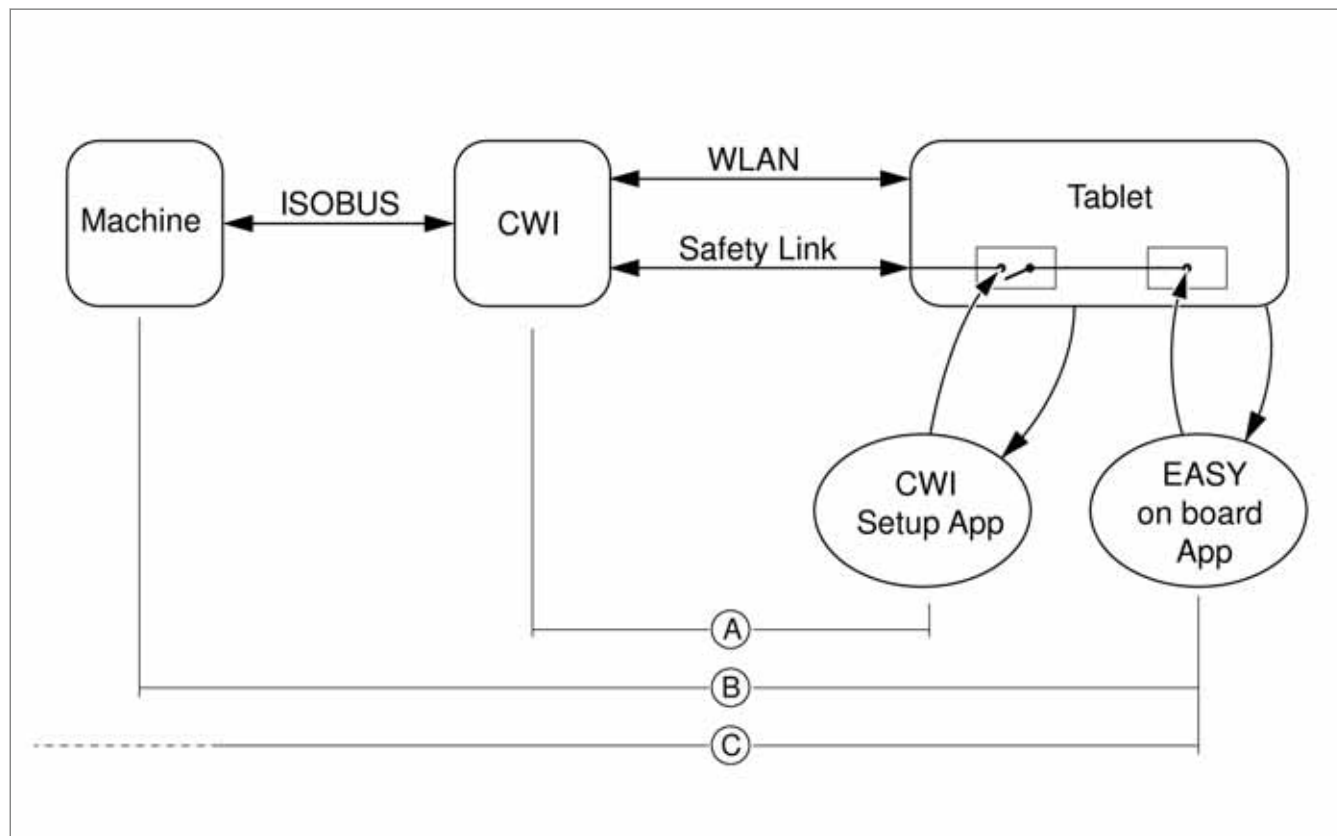 WLAN
Tablet
Machine
ISOBUS
CWI
Safety Link
CWI
Setup App
EASY
on board
App
A
B
C